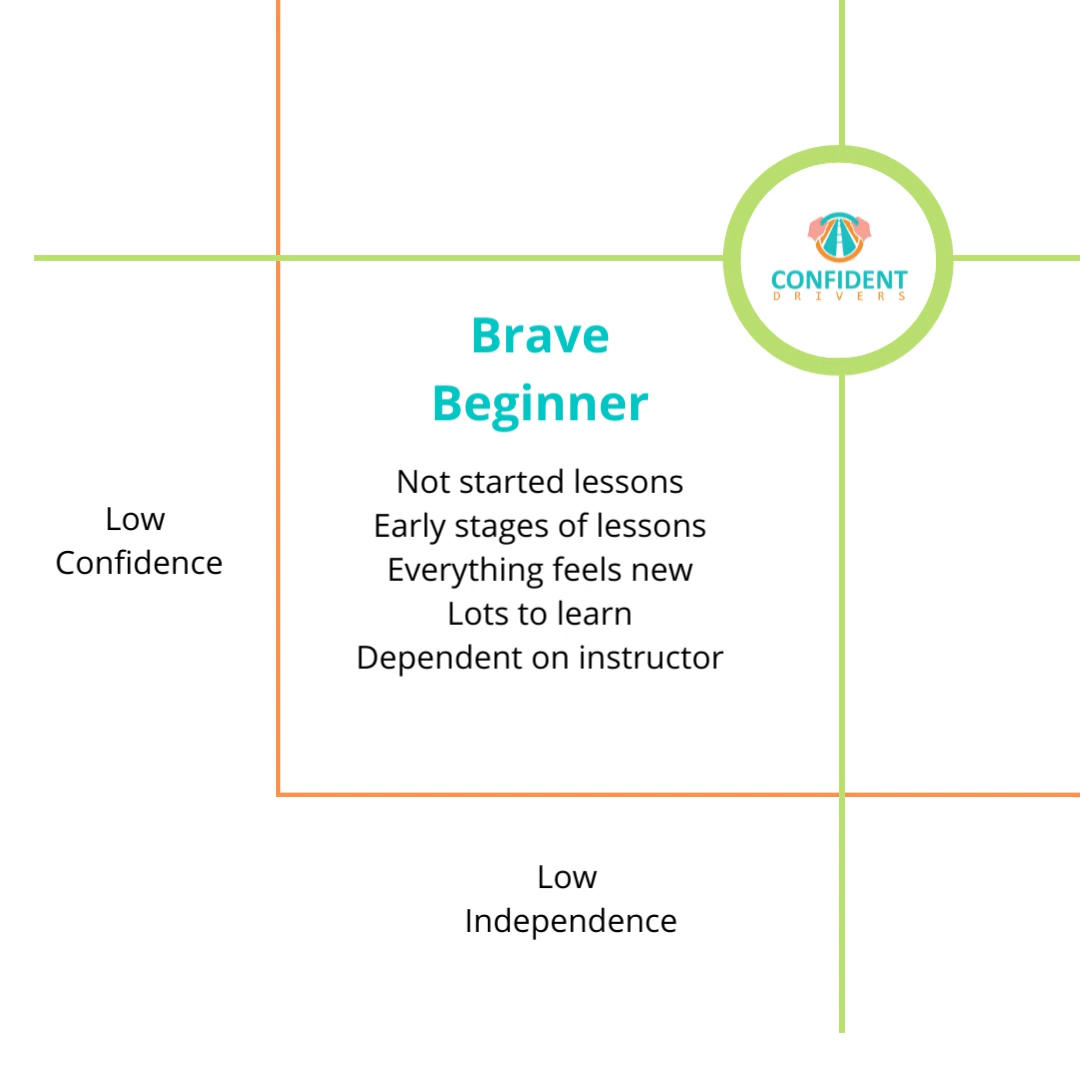 CONFIDENT
DRIVERS
Brave
Beginner
Not started lessons
Early stages of lessons
Everything feels new
Lots to learn
Dependent on instructor
Low
Confidence
Low
Independence